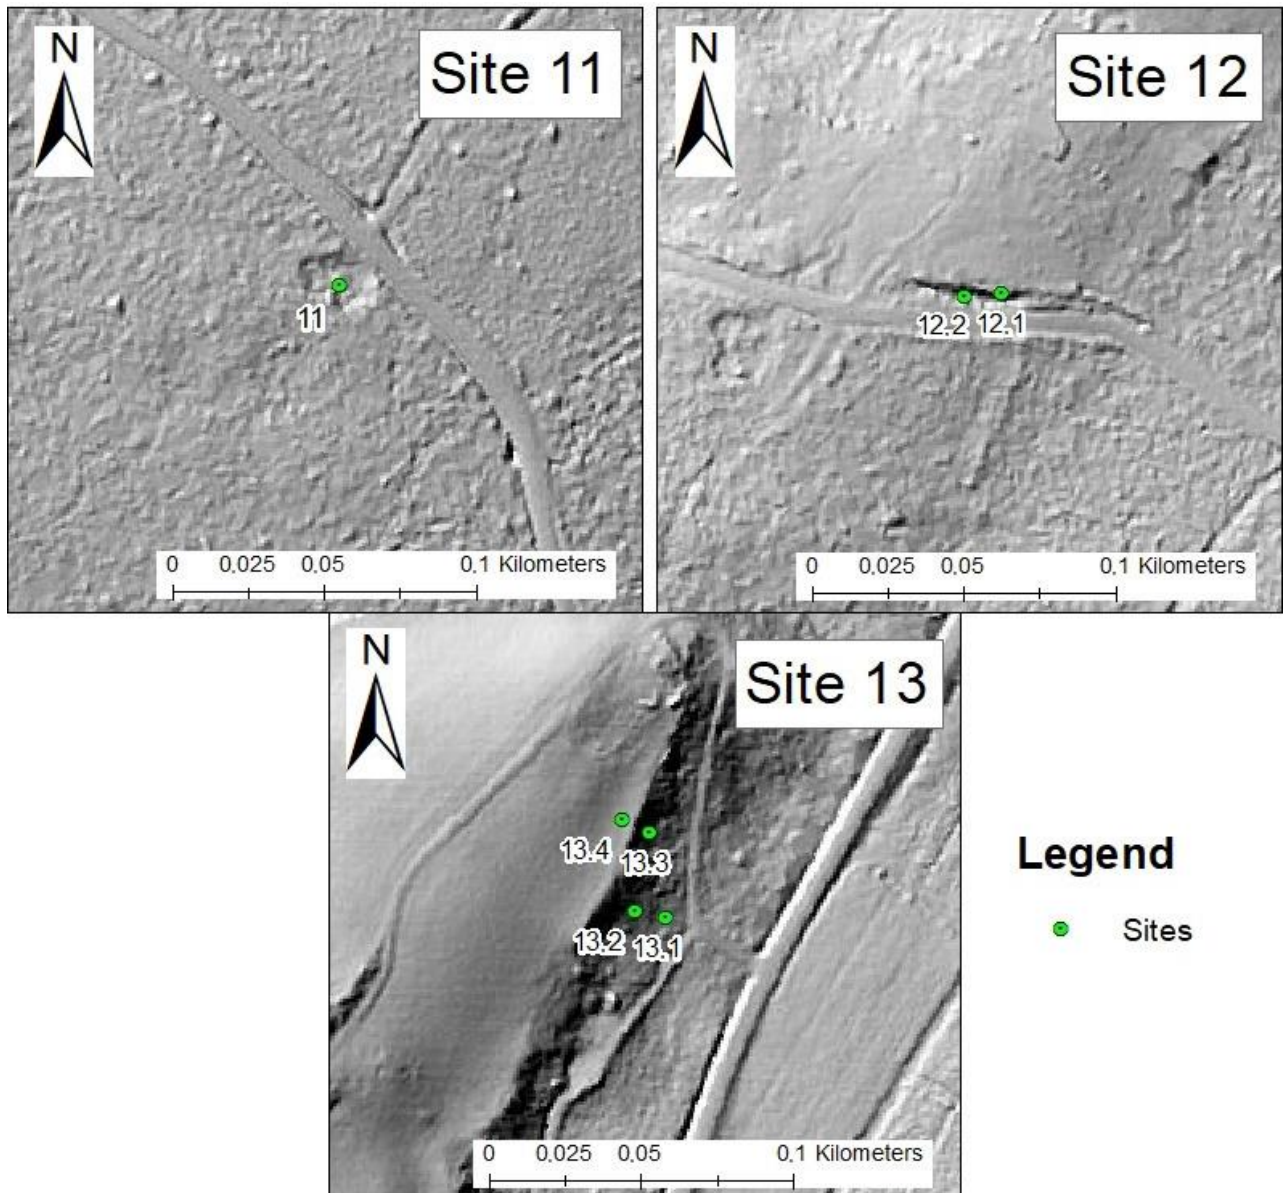 N
Site 11
11
0 0,025 0,05 0,1 Kilometers
N
Site 12
12.2 12.1
0 0,025 0,05 0,1 Kilometers
N
Site 13
13.4 13.3
13.2 13.1
0 0,025 0,05 0,1 Kilometers
Legend
Sites